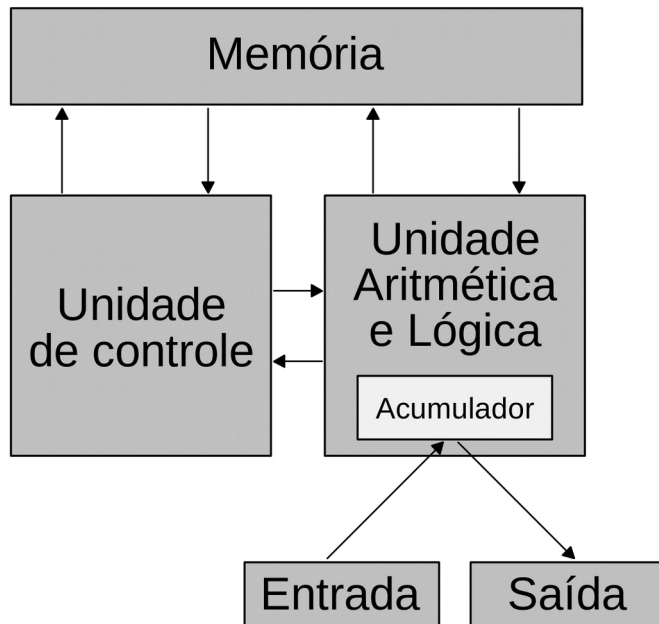 Memória
Unidade
de controle
Unidade
Aritmética
e Lógica
Acumulador
Entrada
Saída